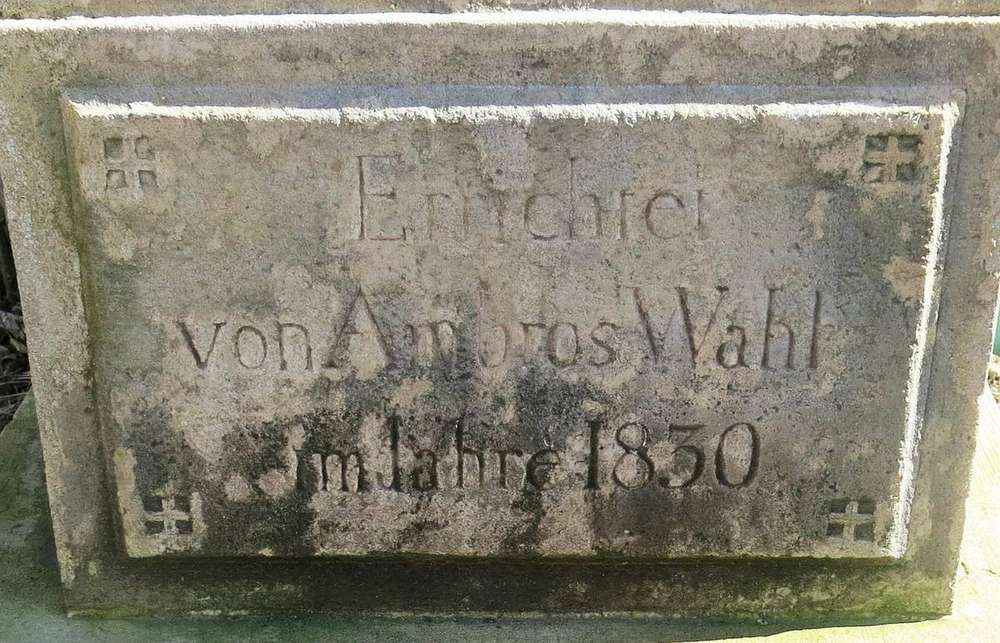 Errichtet
von Ambros Wahl
im Jahre 1830